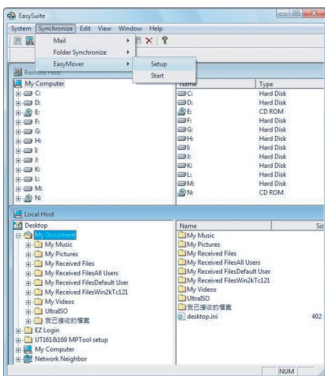 EasySuite
System Synchronize Edit View Window Help
Mail
Folder Synchronize
EasyMover
Setup
Start
Remote Host
My Computer
C:
D:
E:
F:
G:
H:
I:
J:
K:
L:
M:
N:
Name Type
C: Hard Disk
D: Hard Disk
E: CD ROM
F: Hard Disk
G: Hard Disk
H: Hard Disk
I: Hard Disk
J: Hard Disk
K: Hard Disk
L: Hard Disk
M: Hard Disk
N: CD ROM
Local Host
Desktop
My Document
My Music
My Pictures
My Received Files
My Received FilesAll Users
My Received FilesDefault User
My Received FilesWin2kTc121
My Videos
UltraISO
我已接收的檔案
EZ Login
UT161&169 MPTool setup
My Computer
Network Neighbor
Name Siz
My Music
My Pictures
My Received Files
My Received FilesAll Users
My Received FilesDefault User
My Received FilesWin2kTc121
My Videos
UltraISO
我已接收的檔案
desktop.ini 402
NUM